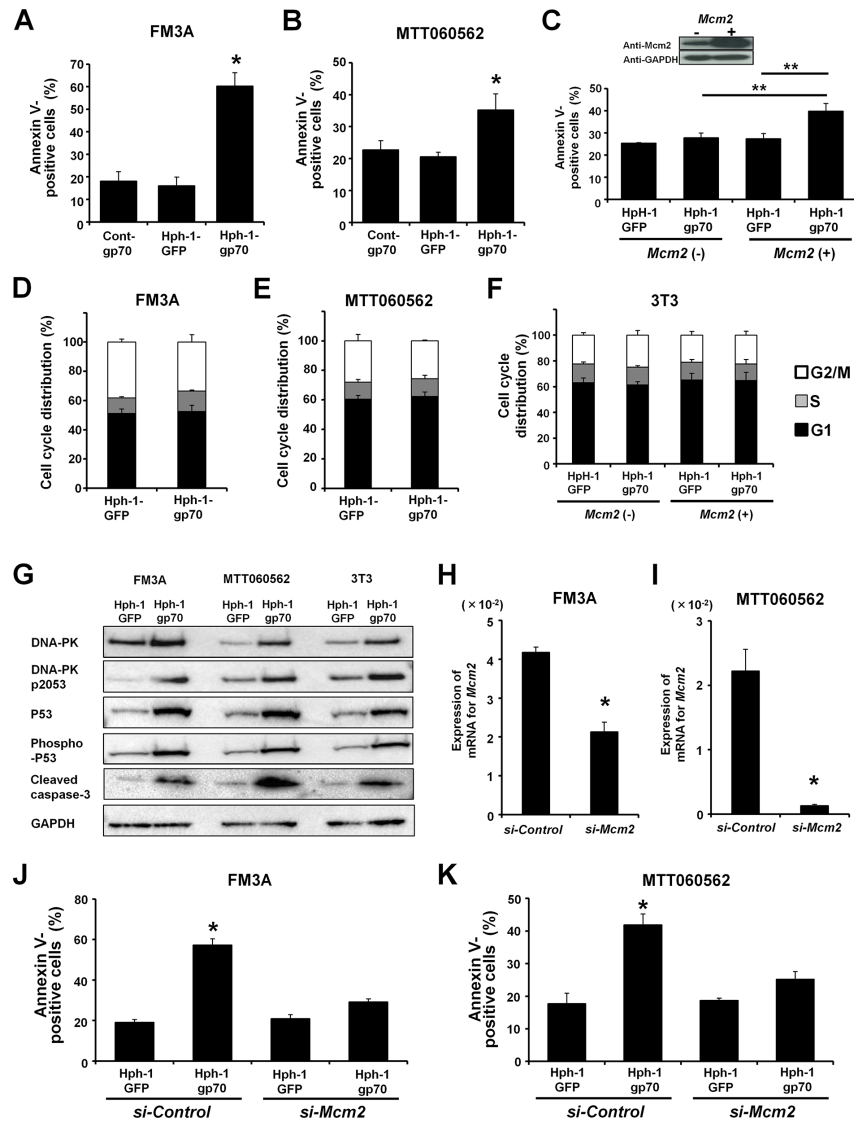 A
FM3A
Annexin V-
positive cells (%)
70
60
50
40
30
20
10
0
*
Cont-
gp70
Hph-1-
GFP
Hph-1-
gp70
B
MTT060562
Annexin V-
positive cells (%)
50
40
30
20
10
0
*
Cont-
gp70
Hph-1-
GFP
Hph-1-
gp70
C
Mcm2
- +
Anti-Mcm2
Anti-GAPDH
**
**
Annexin V-
positive cells (%)
50
40
30
20
10
0
HpH-1
GFP
Hph-1
gp70
Hph-1
GFP
Hph-1
gp70
Mcm2 (-)
Mcm2 (+)
D
FM3A
Cell cycle distribution (%)
100
80
60
40
20
0
Hph-1-
GFP
Hph-1-
gp70
E
MTT060562
Cell cycle distribution (%)
100
80
60
40
20
0
Hph-1-
GFP
Hph-1-
gp70
F
3T3
Cell cycle
distribution (%)
100
80
60
40
20
0
HpH-1
GFP
Hph-1
gp70
Hph-1
GFP
Hph-1
gp70
Mcm2 (-)
Mcm2 (+)
G2/M
S
G1
G
FM3A MTT060562 3T3
Hph-1 Hph-1 Hph-1 Hph-1 Hph-1 Hph-1
GFP gp70 GFP gp70 GFP gp70
DNA-PK
DNA-PK
p2053
P53
Phospho
-P53
Cleaved
caspase-3
GAPDH
H
FM3A
(×10-2)
Expression of
mRNA for Mcm2
4
2
0
*
si-Control si-Mcm2
I
MTT060562
(×10-2)
Expression of
mRNA for Mcm2
3
2
1
0
*
si-Control si-Mcm2
J
FM3A
Annexin V-
positive cells (%)
80
60
40
20
0
*
Hph-1
GFP
Hph-1
gp70
Hph-1
GFP
Hph-1
gp70
si-Control
si-Mcm2
K
MTT060562
Annexin V-
positive cells (%)
50
40
30
20
10
0
*
Hph-1
GFP
Hph-1
gp70
Hph-1
GFP
Hph-1
gp70
si-Control
si-Mcm2